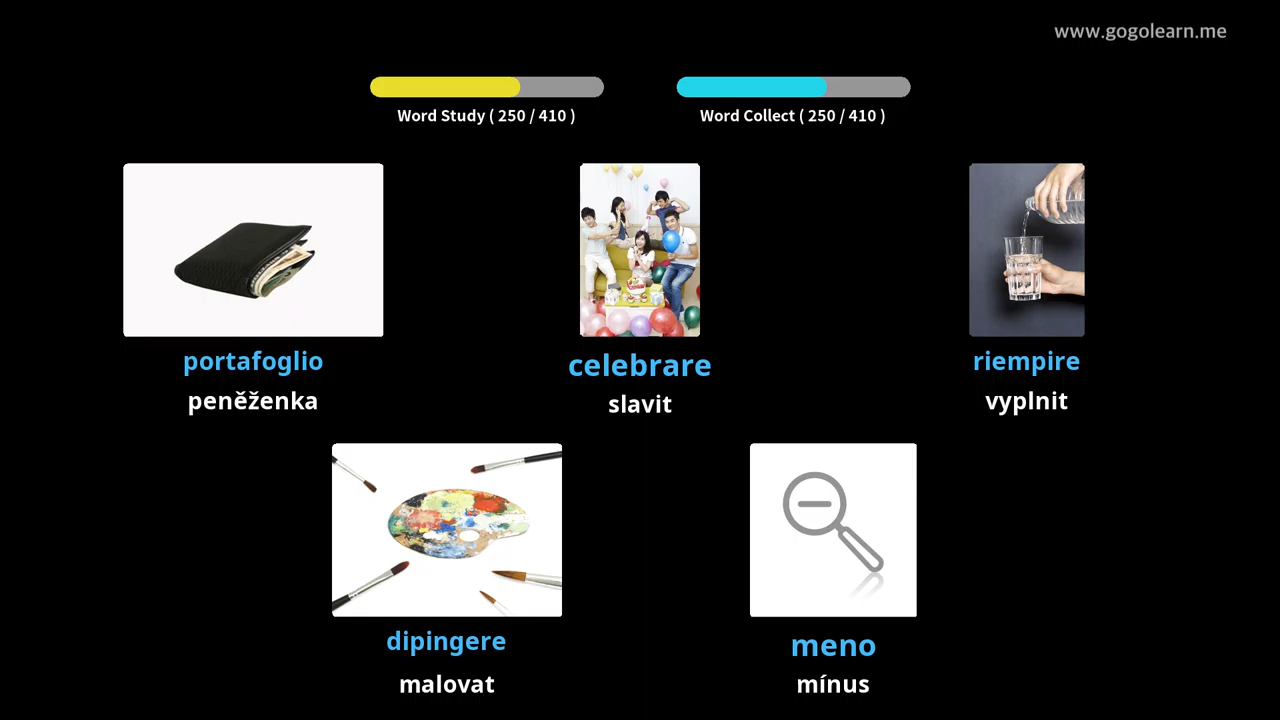 www.gogolearn.me
Word Study ( 250 / 410 )
Word Collect ( 250 / 410 )
portafoglio
peněženka
celebrare
slavit
riempire
vyplnit
dipingere
malovat
meno
mínus